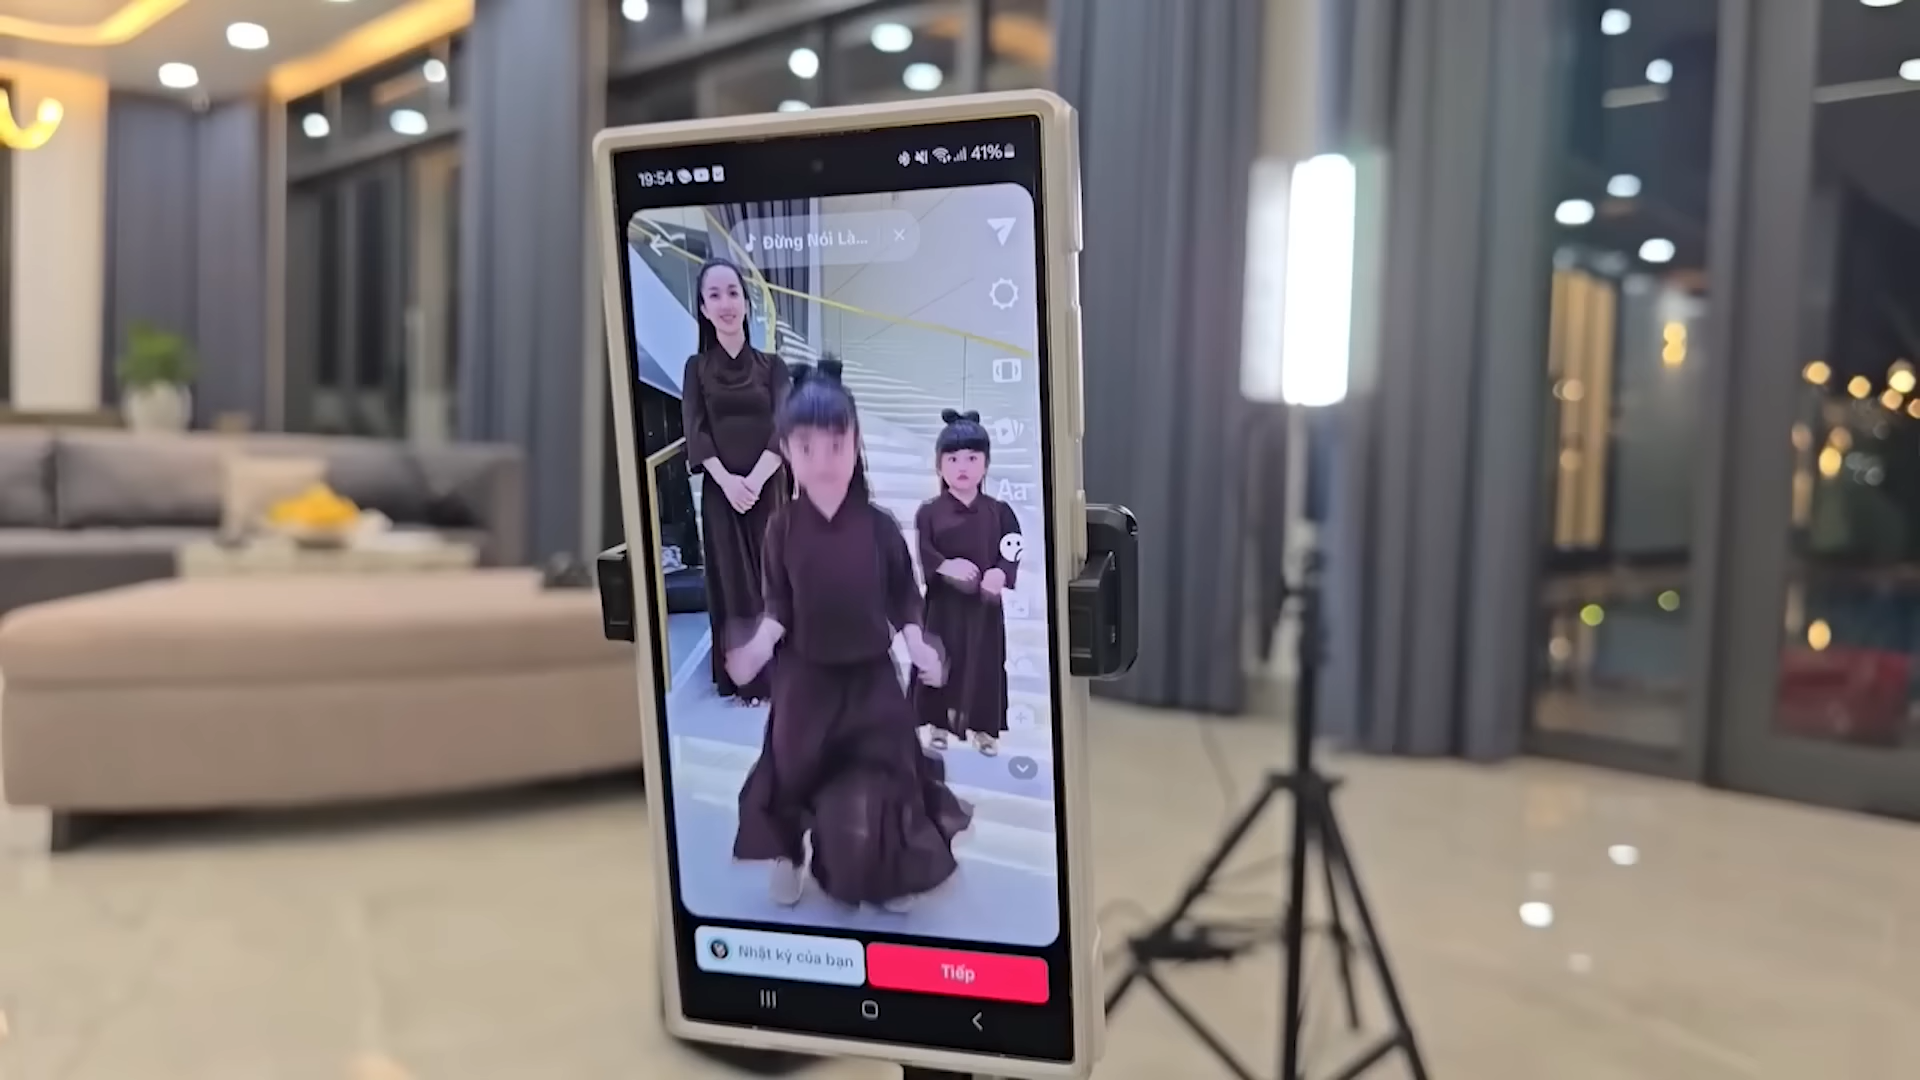 19:54
41%
Đừng Nói Là...
Aa
Nhật ký của bạn
Tiếp